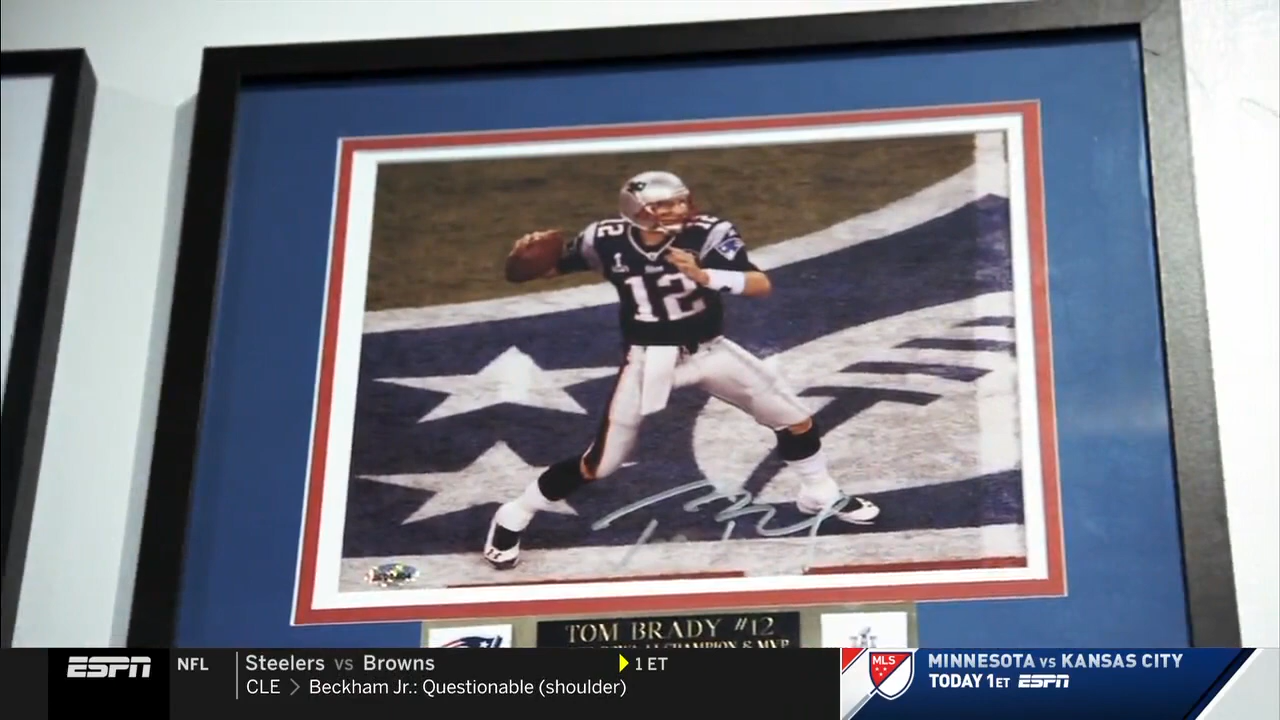 12
12
TOM BRADY #12
CHAMPION & MVP
ESPN
NFL
Steelers vs Browns
1 ET
CLE > Beckham Jr.: Questionable (shoulder)
MLS
MINNESOTA vs KANSAS CITY
TODAY 1ET ESPN